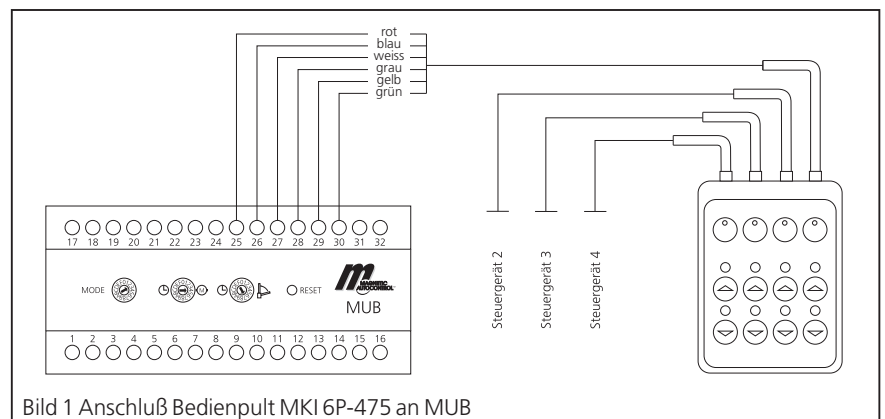 rot
blau
weiss
grau
gelb
grün
17 18 19 20 21 22 23 24 25 26 27 28 29 30 31 32
MODE
M
RESET
MAGNETIC
AUTOCONTROL
MUB
1 2 3 4 5 6 7 8 9 10 11 12 13 14 15 16
Steuergerät 2
Steuergerät 3
Steuergerät 4
Bild 1 Anschluß Bedienpult MKI 6P-475 an MUB